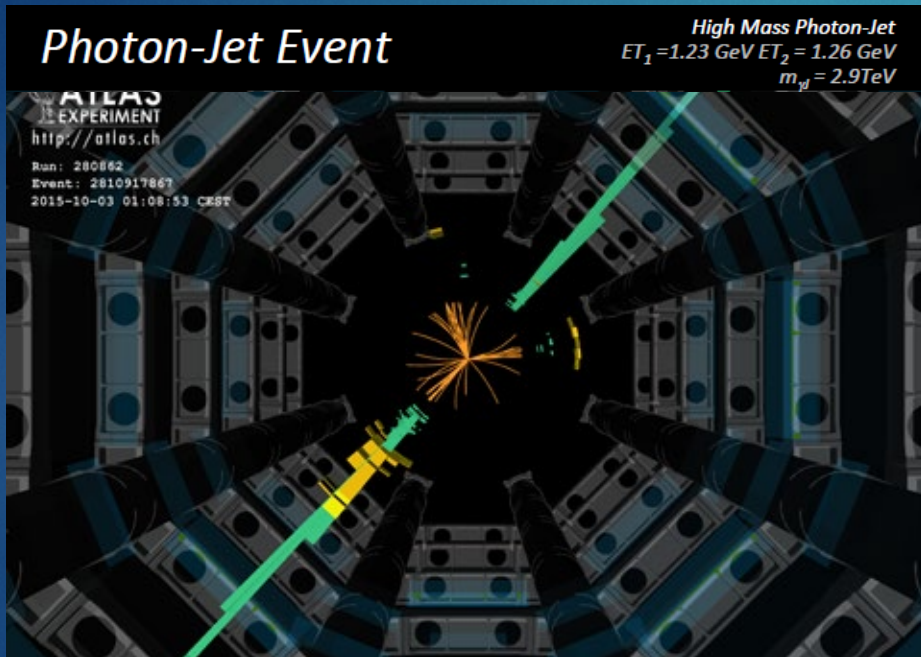 Photon-Jet Event
High Mass Photon-Jet
ET1 =1.23 GeV ET2 = 1.26 GeV
mγd = 2.9TeV
ATLAS
EXPERIMENT
http://atlas.ch
Run: 280862
Event: 2810917867
2015-10-03 01:08:53 CEST